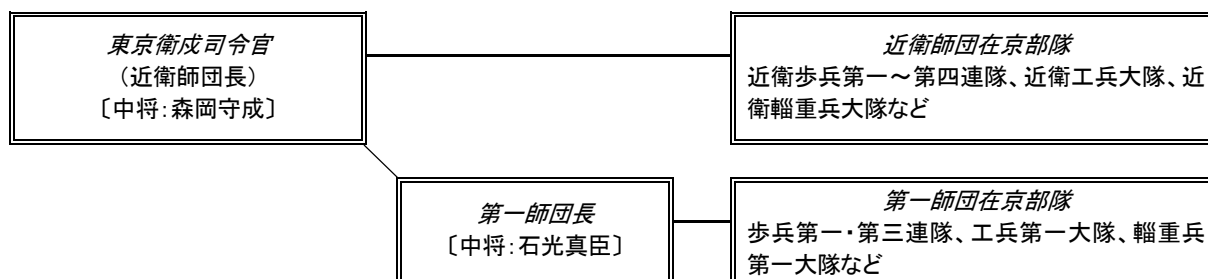 東京衛戍司令官
（近衛師団長）
〔中将：森岡守成〕
近衛師団在京部隊
近衛歩兵第一～第四連隊、近衛工兵大隊、近
衛輜重兵大隊など
第一師団長
〔中将：石光真臣〕
第一師団在京部隊
歩兵第一・第三連隊、工兵第一大隊、輜重兵
第一大隊など